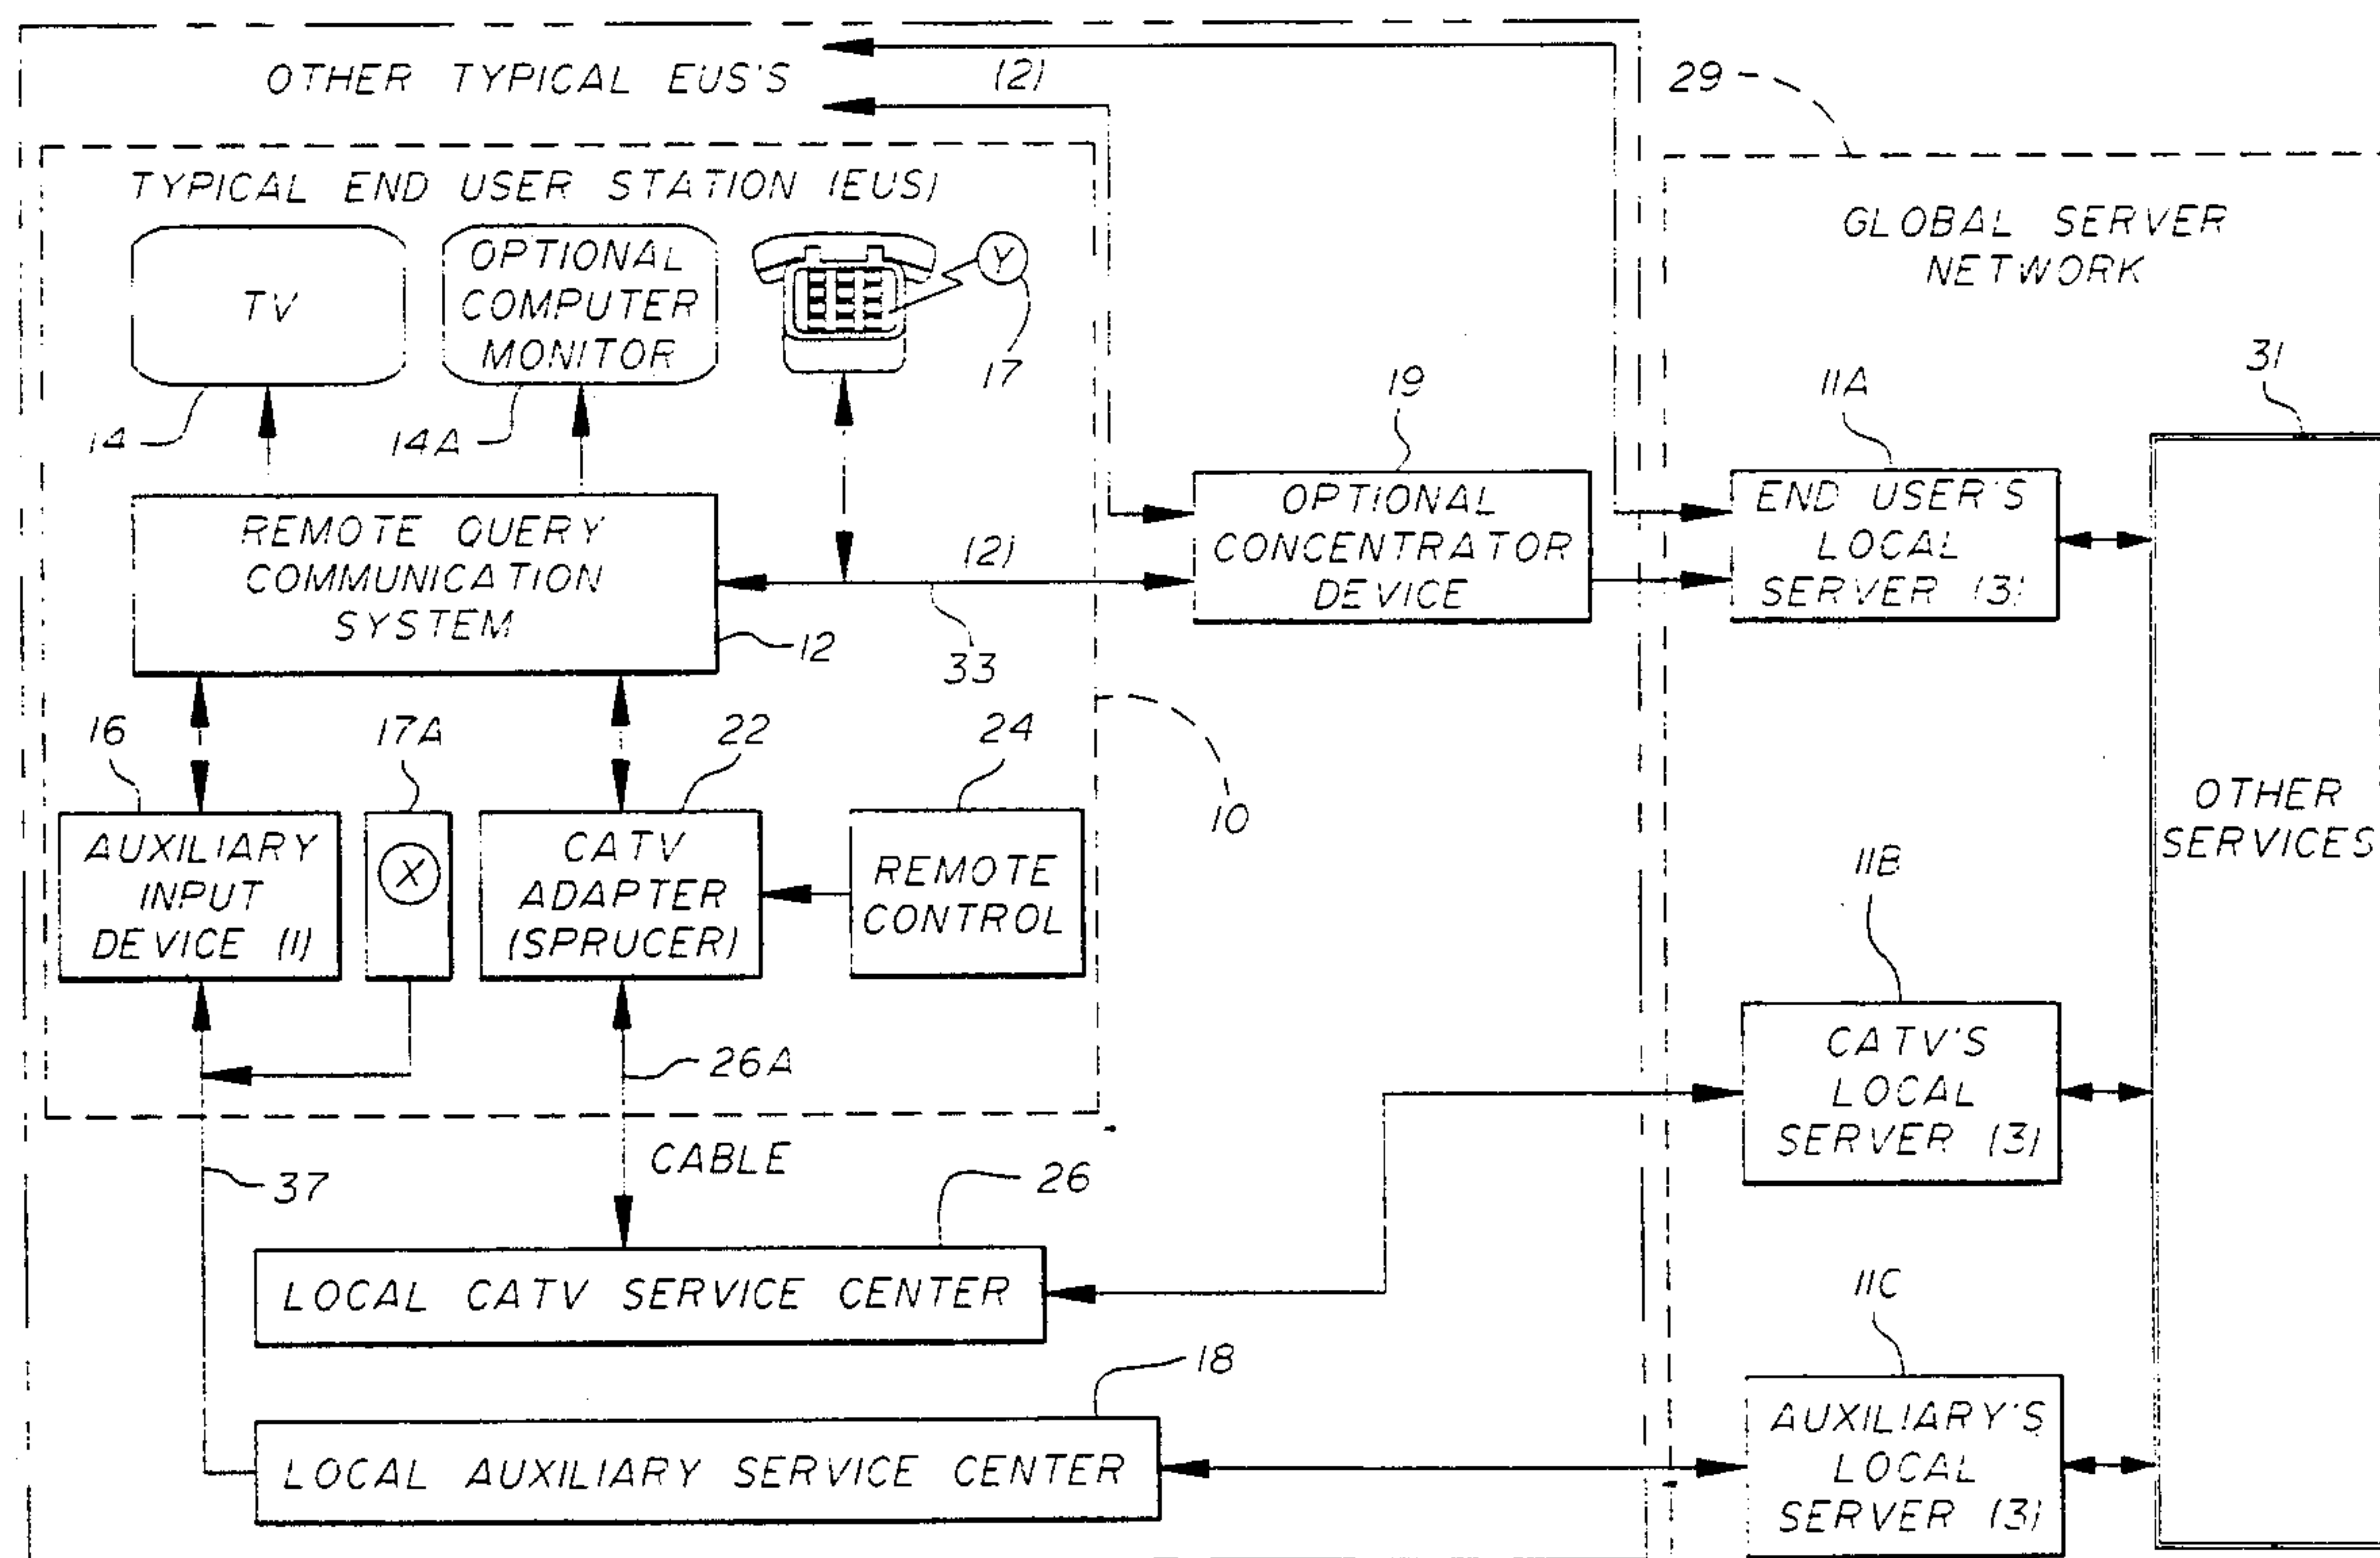 OTHER TYPICAL EUS'S
(2)
29
TYPICAL END USER STATION (EUS)
GLOBAL SERVER
NETWORK
TV
OPTIONAL
COMPUTER
MONITOR
Y
17
14
14A
19
11A
31
REMOTE QUERY
COMMUNICATION
SYSTEM
(2)
OPTIONAL
CONCENTRATOR
DEVICE
END USER'S
LOCAL
SERVER (3)
12
33
16
17A
22
24
10
OTHER
SERVICES
AUXILIARY
INPUT
DEVICE (1)
X
CATV
ADAPTER
(SPRUCER)
REMOTE
CONTROL
11B
26A
CATV'S
LOCAL
SERVER (3)
CABLE
37
26
LOCAL CATV SERVICE CENTER
11C
18
LOCAL AUXILIARY SERVICE CENTER
AUXILIARY'S
LOCAL
SERVER (3)